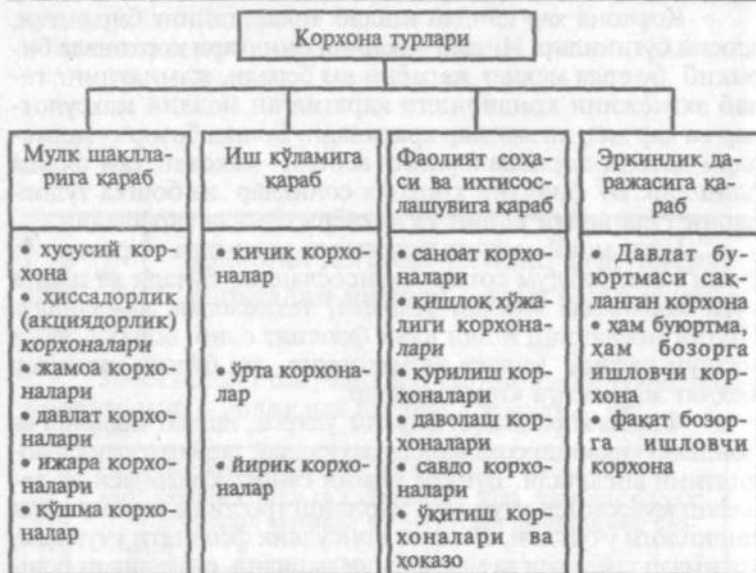 Қорхона турлари
Мулк шаклла-
рига қараб
хусусий кор-
хона
• ҳиссадорлик
(акциядорлик)
корхоналари
• жамоа корхо-
налари
• давлат корхо-
налари
• ижара корхо-
налари
• қўшма корхо-
налар
Иш кўламига
қараб
• кичик корхо-
налар
• ўрта корхона-
лар
• йирик корхо-
налар
Фаолият соҳа-
си ва ихтисос-
лашувига қараб
• саноат корхо-
налари
• қишлоқ хўжа-
лиги корхона-
лари
• қурилиш кор-
хоналари
• даволаш кор-
хоналари
• савдо корхо-
налари
• ўқитиш кор-
хоналари ва
ҳоказо
Эркинлик да-
ражасига қа-
раб
• Давлат бу-
юртмаси сақ-
ланган корхона
• ҳам буюртма,
ҳам бозорга
ишловчи кор-
хона
• фақат бозор-
га ишловчи
корхона